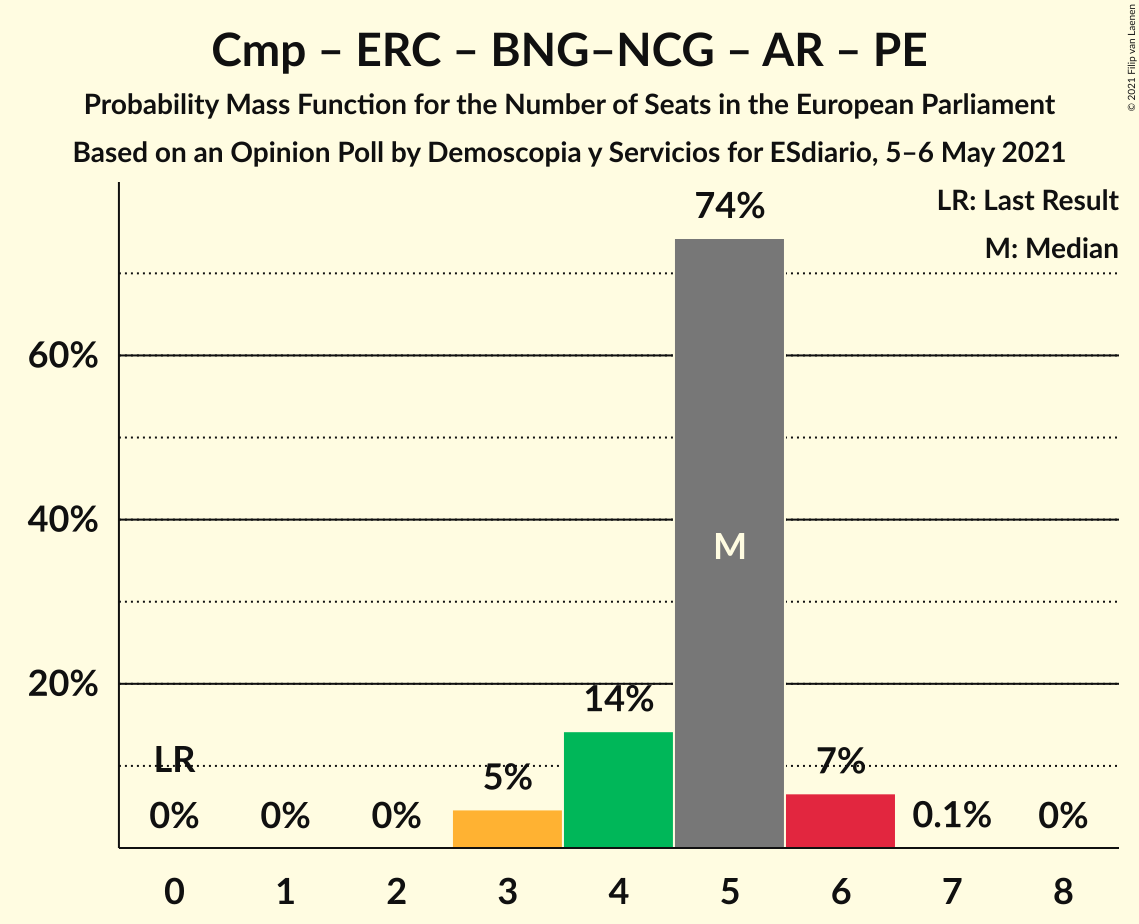 Cmp – ERC – BNG–NCG – AR – PE
Probability Mass Function for the Number of Seats in the European Parliament
Based on an Opinion Poll by Demoscopia y Servicios for ESdiario, 5–6 May 2021
© 2021 Filip van Laenen
LR: Last Result
M: Median
74%
60%
40%
M
20%
14%
LR
5%
7%
0%
0%
0%
0.1%
0%
0
1
2
3
4
5
6
7
8